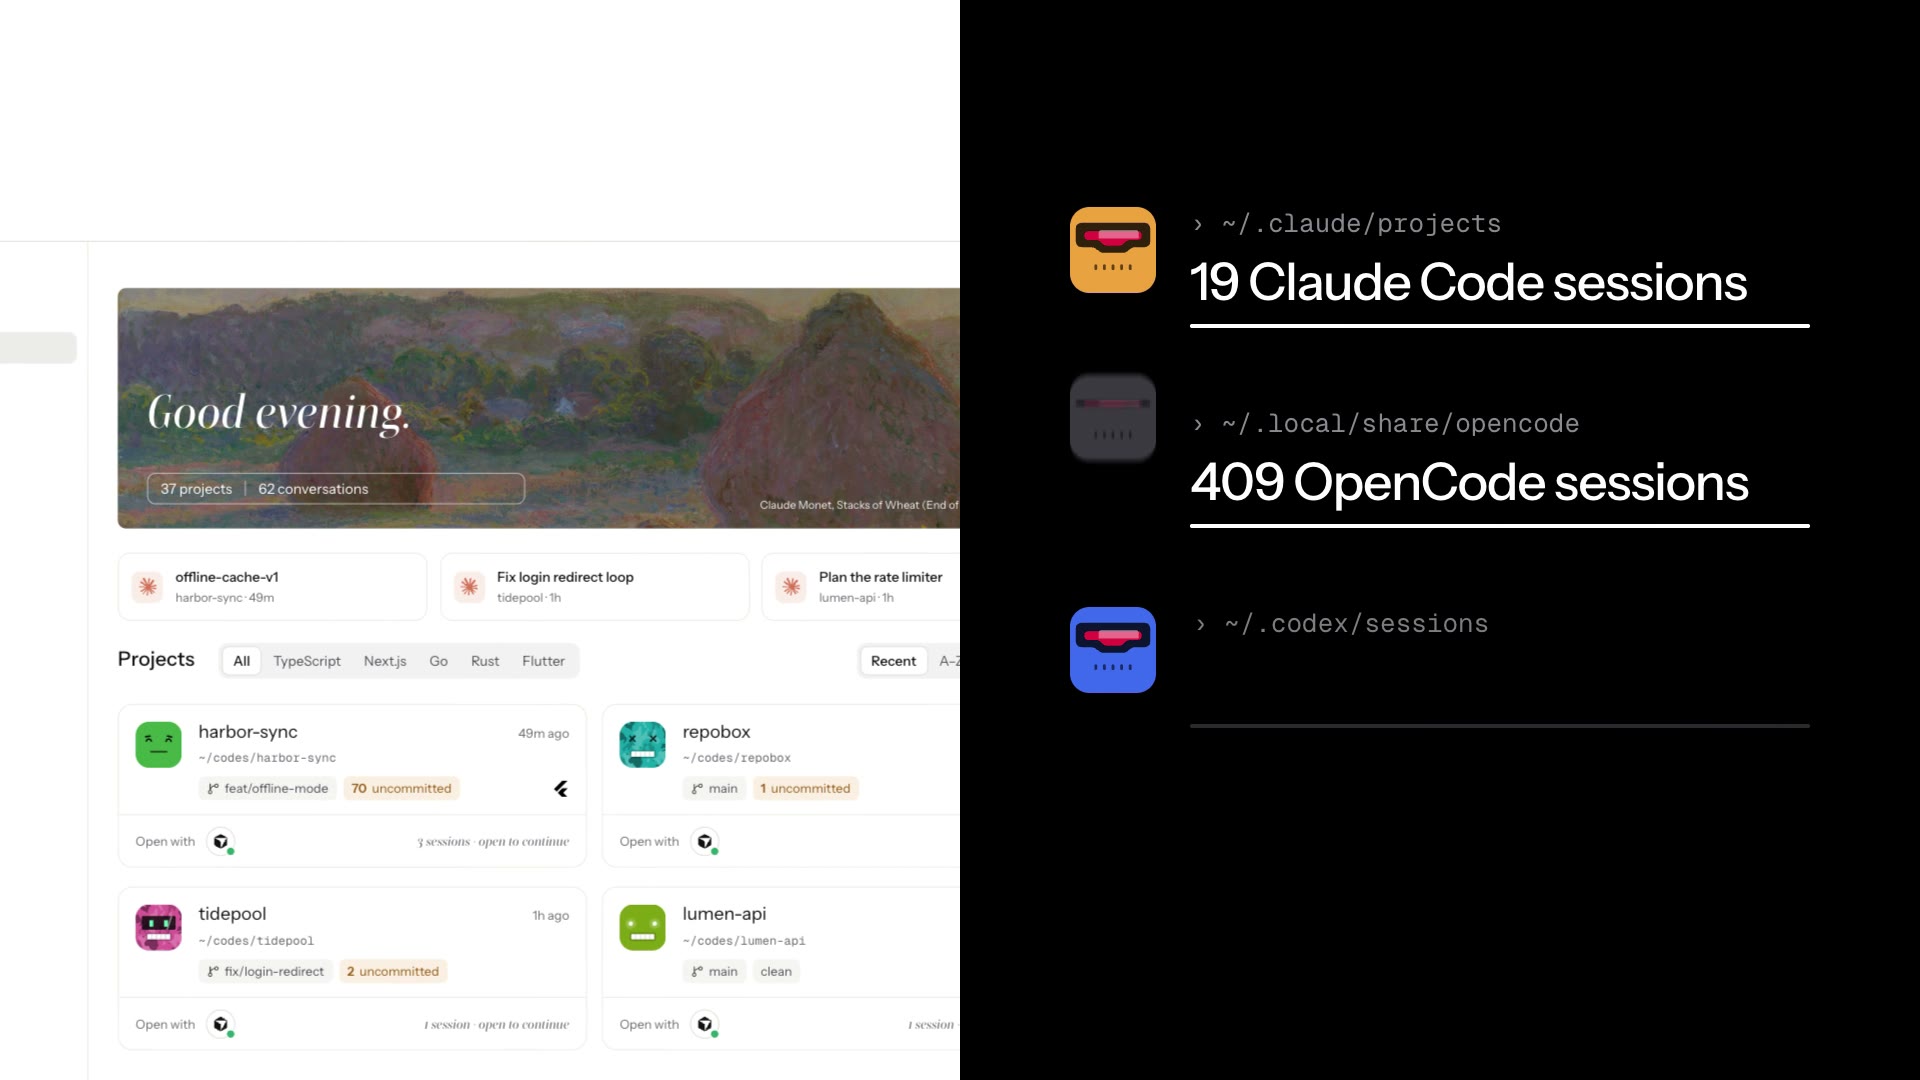 Good evening.
37 projects | 62 conversations
Claude Monet, Stacks of Wheat (End of
offline-cache-v1
harbor-sync · 49m
Fix login redirect loop
tidepool · 1h
Plan the rate limiter
lumen-api · 1h
Projects
All TypeScript Next.js Go Rust Flutter
Recent A-Z
harbor-sync
49m ago
~/codes/harbor-sync
feat/offline-mode 70 uncommitted
Open with
3 sessions · open to continue
repobox
~/codes/repobox
main 1 uncommitted
Open with
tidepool
1h ago
~/codes/tidepool
fix/login-redirect 2 uncommitted
Open with
1 session · open to continue
lumen-api
~/codes/lumen-api
main clean
Open with
1 session ·
› ~/.claude/projects
19 Claude Code sessions
› ~/.local/share/opencode
409 OpenCode sessions
› ~/.codex/sessions